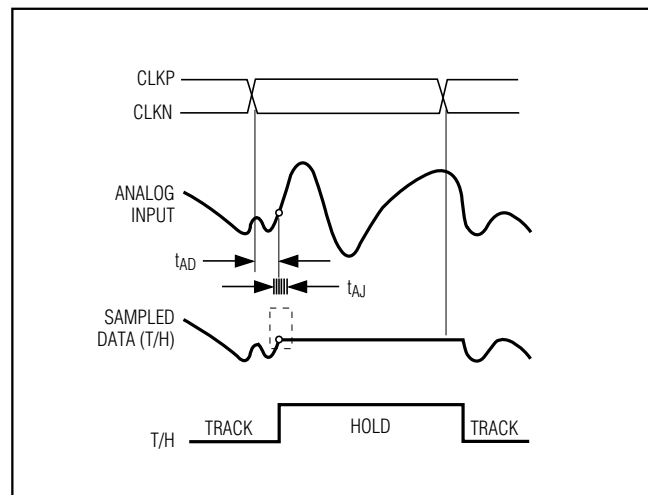 CLKP
CLKN
ANALOG
INPUT
tAD
tAJ
SAMPLED
DATA (T/H)
T/H
TRACK
HOLD
TRACK